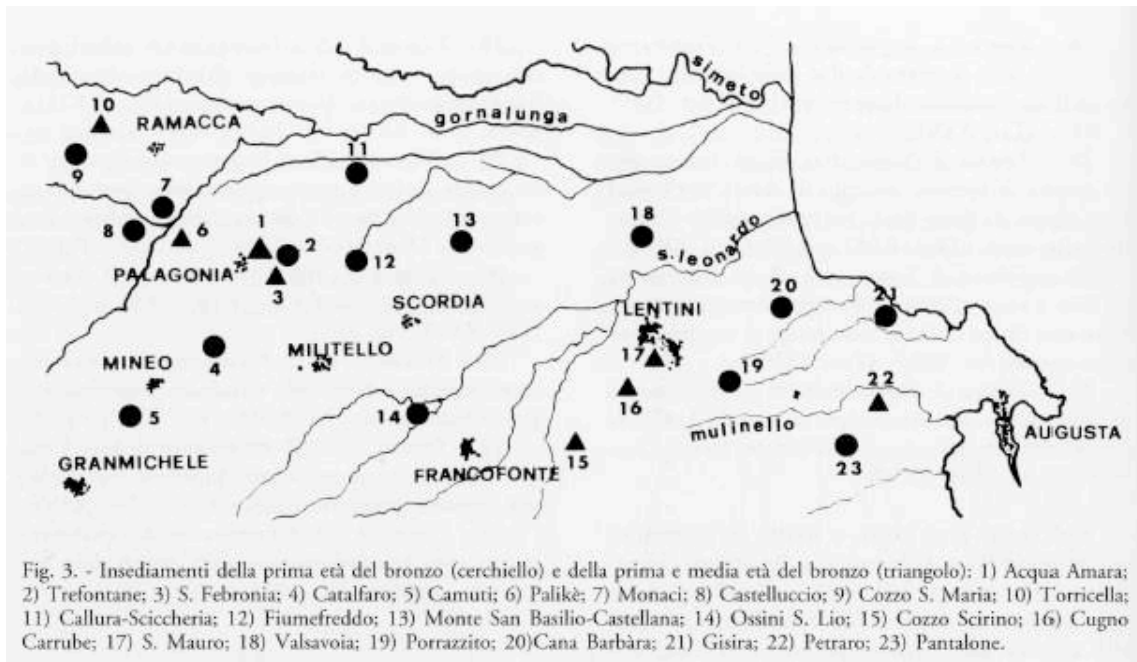 simeto
gornalunga
10
RAMACCA
9
7
11
8
6
1
2
12
13
18
s.leonardo
PALAGONIA
3
SCORDIA
LENTINI
20
21
MINEO
4
MILITELLO
17
19
16
22
5
14
mulinello
AUGUSTA
GRANMICHELE
FRANCOFONTE
15
23
Fig. 3. - Insediamenti della prima età del bronzo (cerchiello) e della prima e media età del bronzo (triangolo): 1) Acqua Amara;
2) Trefontane; 3) S. Febronia; 4) Catalfaro; 5) Camuti; 6) Palikè; 7) Monaci; 8) Castelluccio; 9) Cozzo S. Maria; 10) Torricella;
11) Callura-Sciccheria; 12) Fiumefreddo; 13) Monte San Basilio-Castellana; 14) Ossini S. Lio; 15) Cozzo Scirino; 16) Cugno
Carrube; 17) S. Mauro; 18) Valsavoia; 19) Porrazzito; 20)Cana Barbàra; 21) Gisira; 22) Petraro; 23) Pantalone.